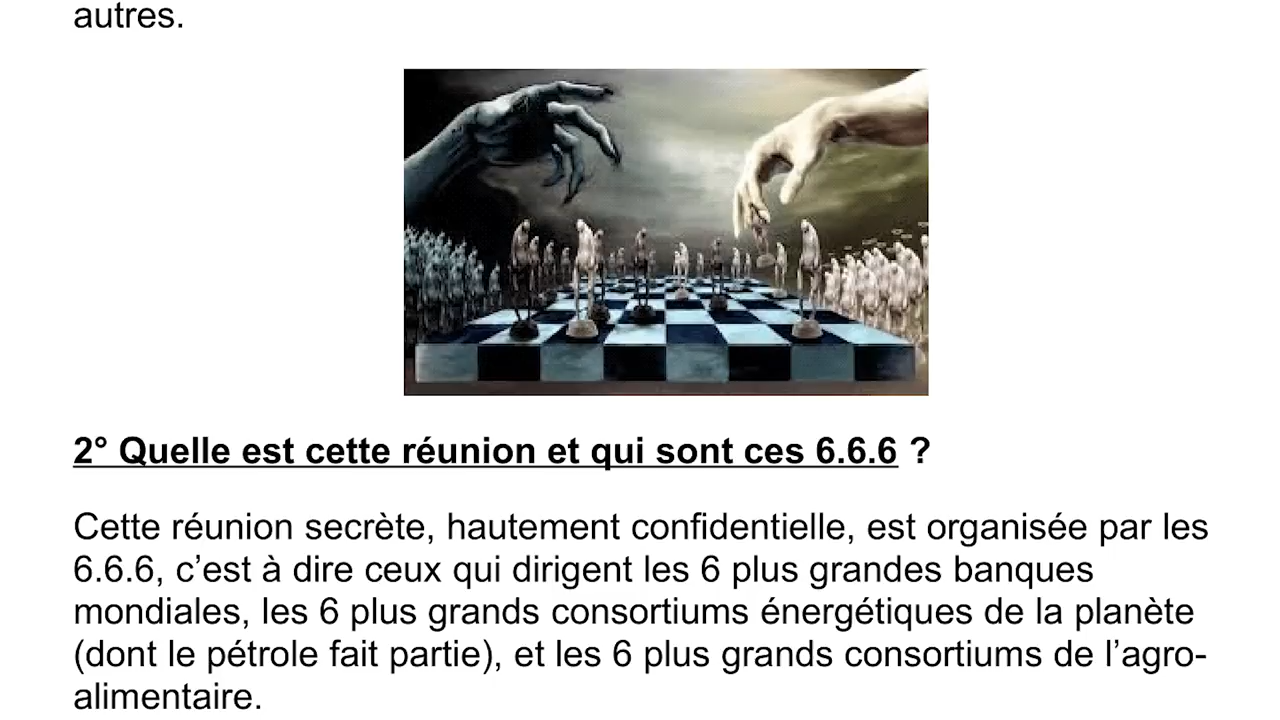 autres.
2° Quelle est cette réunion et qui sont ces 6.6.6 ?
Cette réunion secrète, hautement confidentielle, est organisée par les
6.6.6, c’est à dire ceux qui dirigent les 6 plus grandes banques
mondiales, les 6 plus grands consortiums énergétiques de la planète
(dont le pétrole fait partie), et les 6 plus grands consortiums de l’agro-
alimentaire.